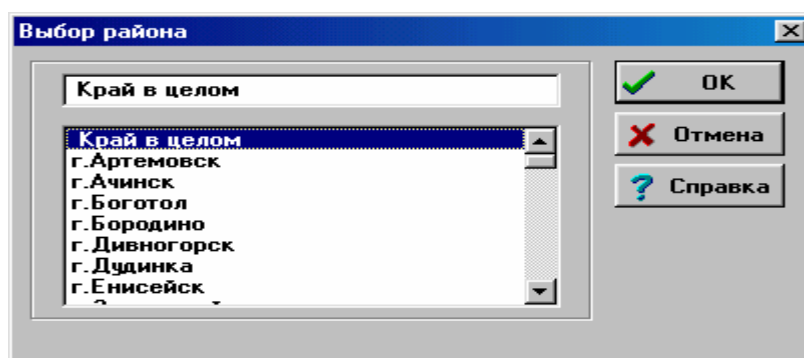 Выбор района
Край в целом
Край в целом
г.Артемовск
г.Ачинск
г.Боготол
г.Бородино
г.Дивногорск
г.Дудинка
г.Енисейск
OK
Отмена
Справка